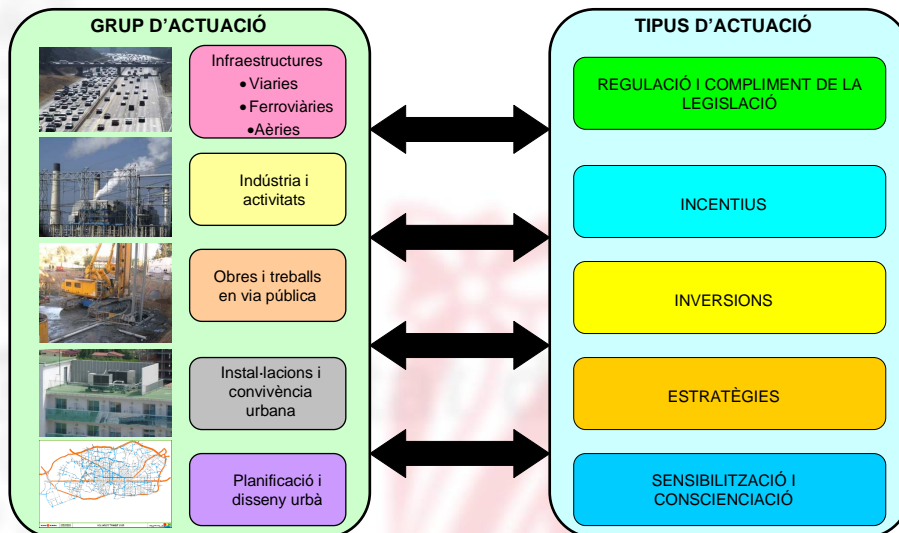 GRUP D'ACTUACIÓ
Infraestructures
• Viaries
• Ferroviàries
• Aèries
Indústria i
activitats
Obres i treballs
en via pública
Instal·lacions i
convivència
urbana
Planificació i
disseny urbà
TIPUS D'ACTUACIÓ
REGULACIÓ I COMPLIMENT DE LA
LEGISLACIÓ
INCENTIUS
INVERSIONS
ESTRATÈGIES
SENSIBILITZACIÓ I
CONSCIENCIACIÓ